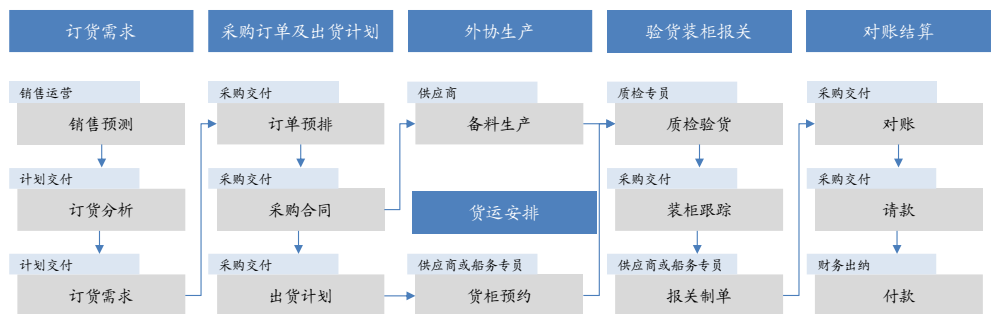 订货需求
采购订单及出货计划
外协生产
验货装柜报关
对账结算
销售运营
销售预测
计划交付
订货分析
计划交付
订货需求
采购交付
订单预排
采购交付
采购合同
采购交付
出货计划
供应商
备料生产
货运安排
供应商或船务专员
货柜预约
质检专员
质检验货
采购交付
装柜跟踪
供应商或船务专员
报关制单
采购交付
对账
采购交付
请款
财务出纳
付款